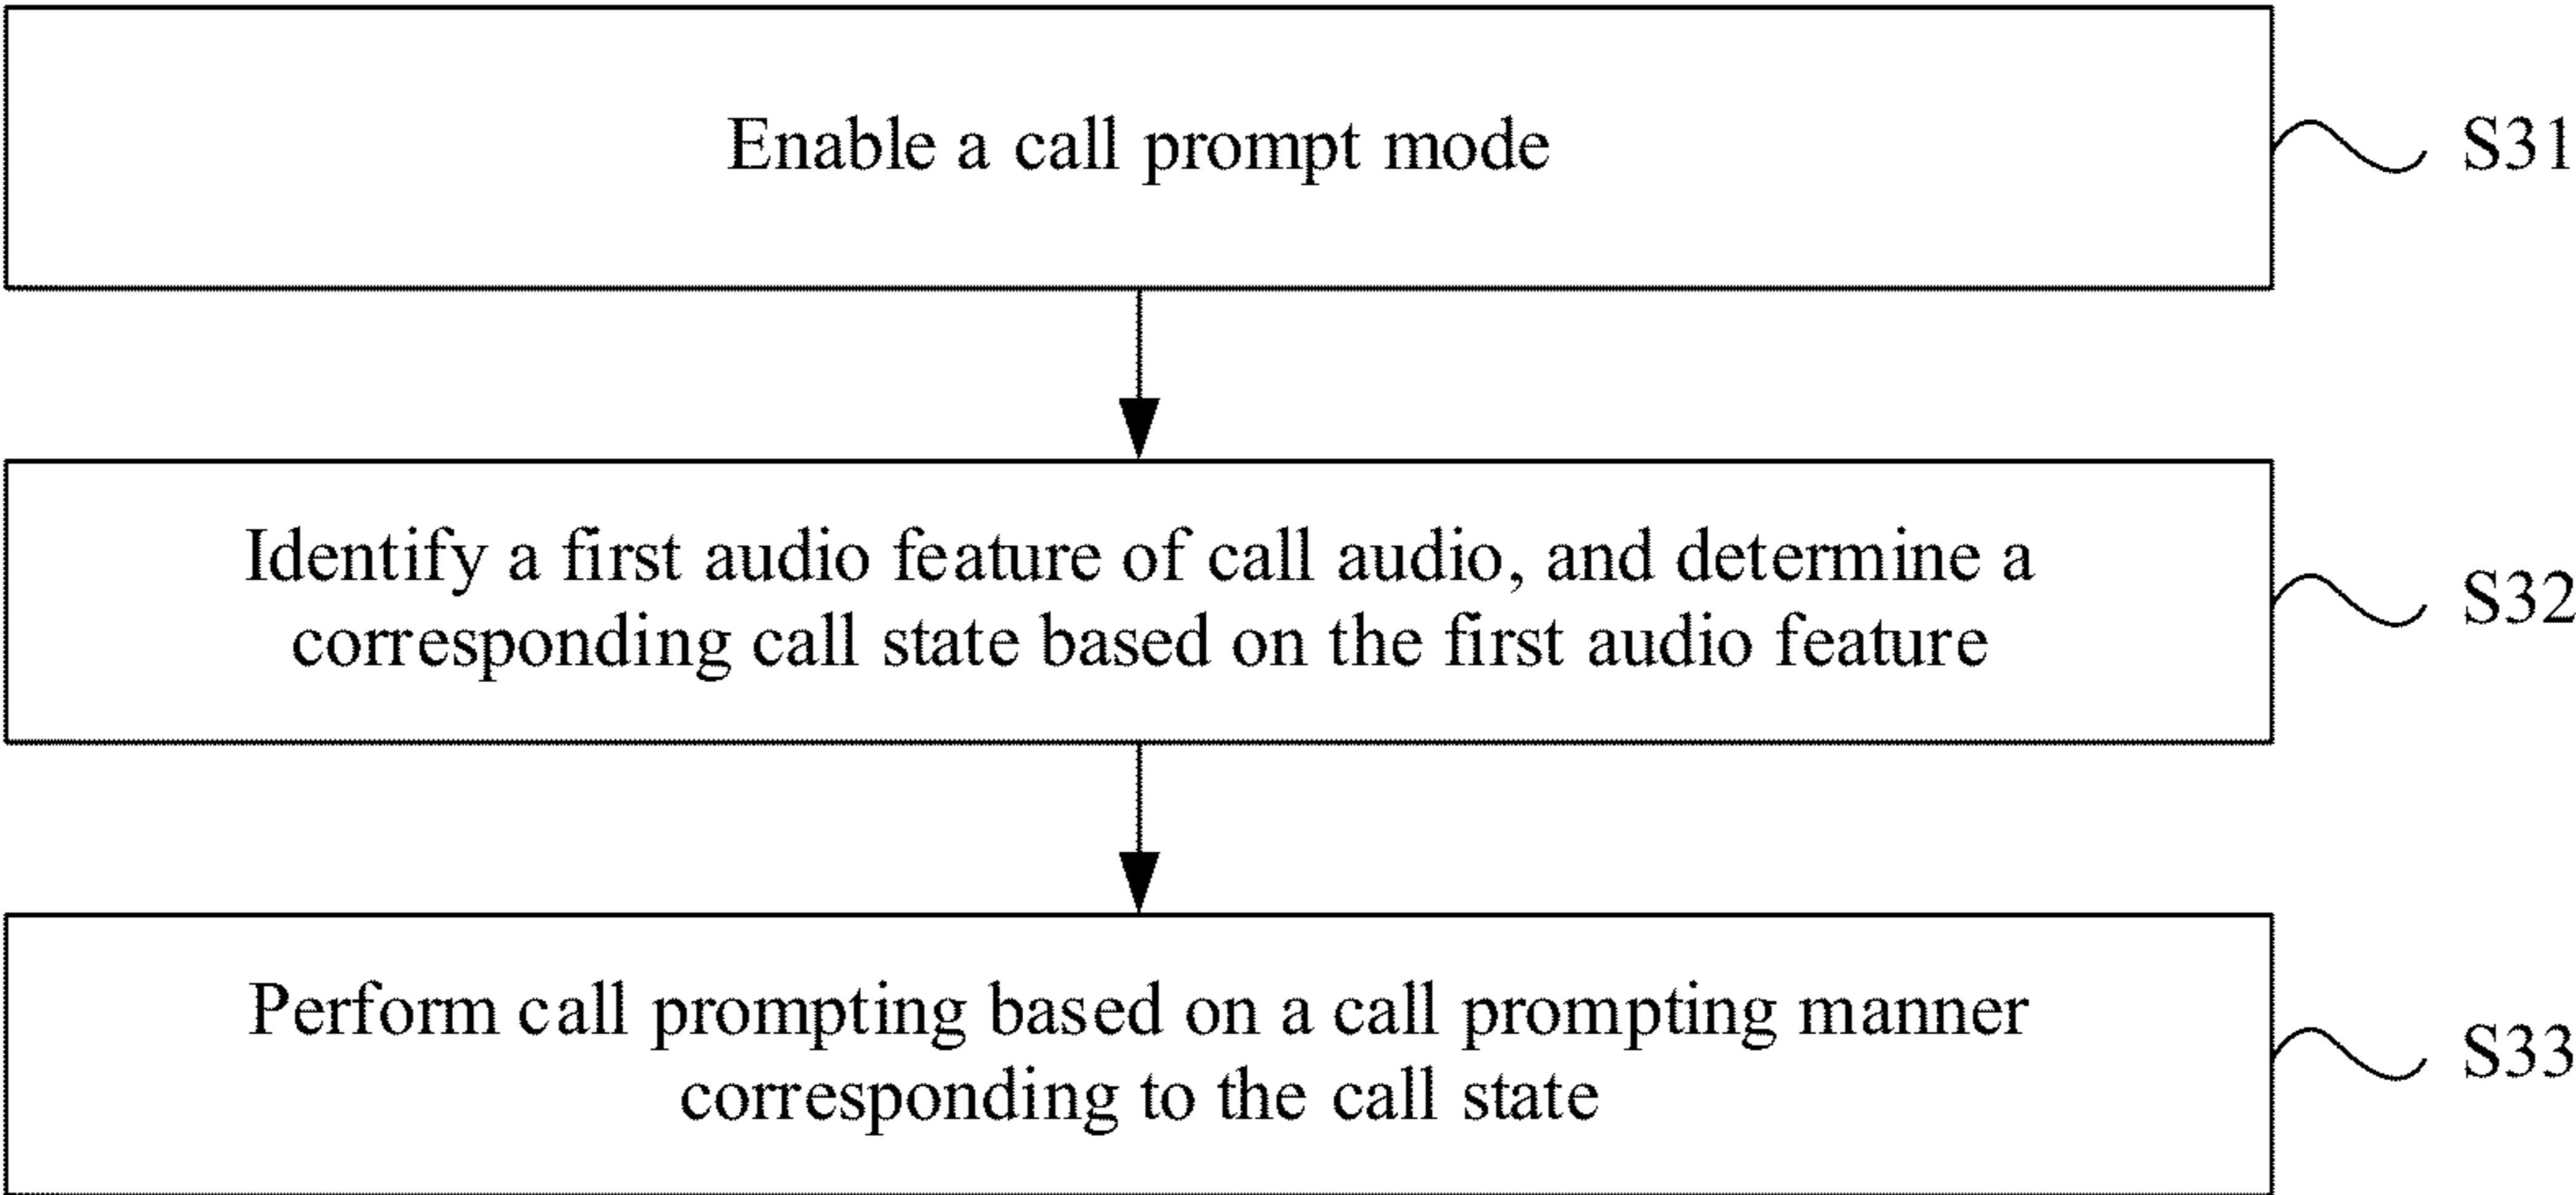 Enable a call prompt mode
S31
Identify a first audio feature of call audio, and determine a
corresponding call state based on the first audio feature
S32
Perform call prompting based on a call prompting manner
corresponding to the call state
S33